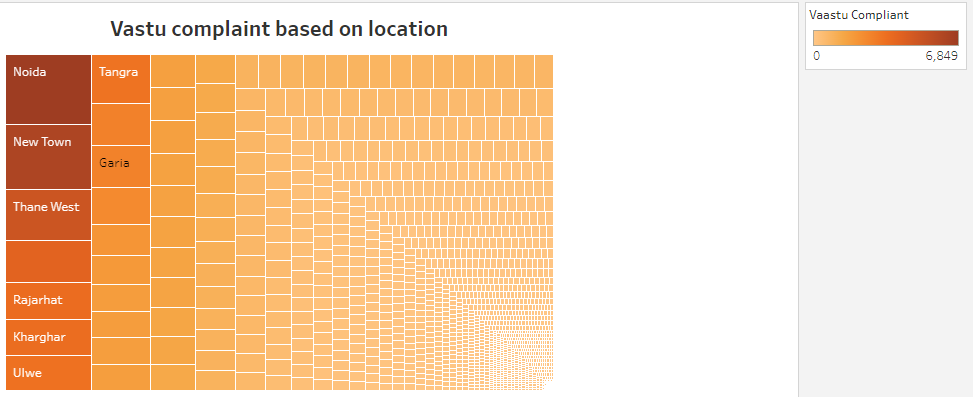 Vastu complaint based on location
Noida
New Town
Thane West
Rajarhat
Kharghar
Ulwe
Tangra
Garia
Vaastu Compliant
0
6,849